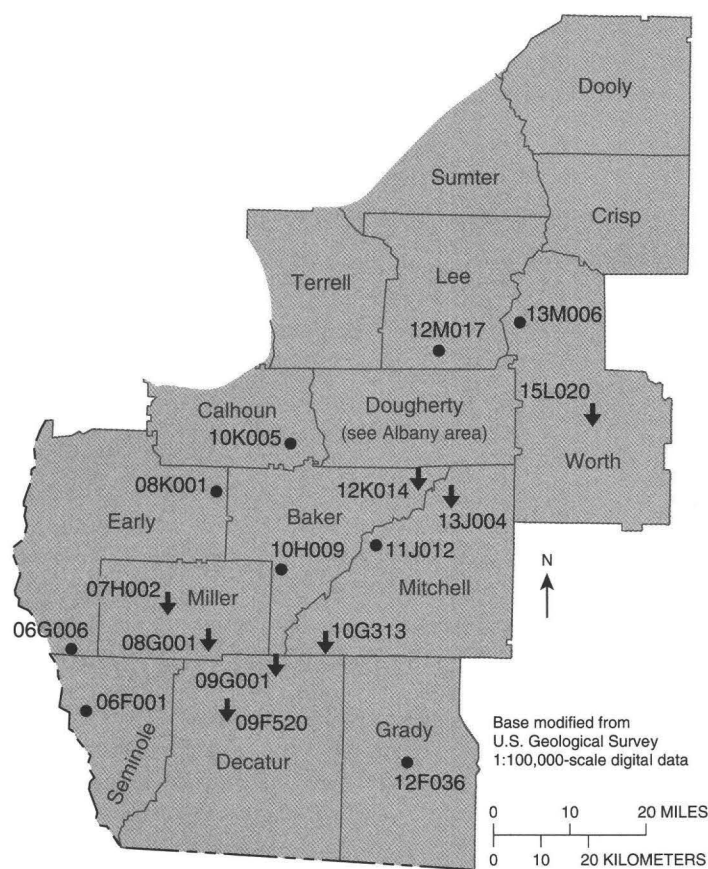 Dooly
Sumter
Crisp
Terrell
Lee
13M006
12M017
15L020
Calhoun
Dougherty
(see Albany area)
10K005
Worth
08K001
12K014
Early
Baker
13J004
10H009
11J012
07H002
Miller
Mitchell
N
06G006
08G001
10G313
09G001
06F001
09F520
Seminole
Decatur
Grady
12F036
Base modified from
U.S. Geological Survey
1:100,000-scale digital data
0 10 20 MILES
0 10 20 KILOMETERS